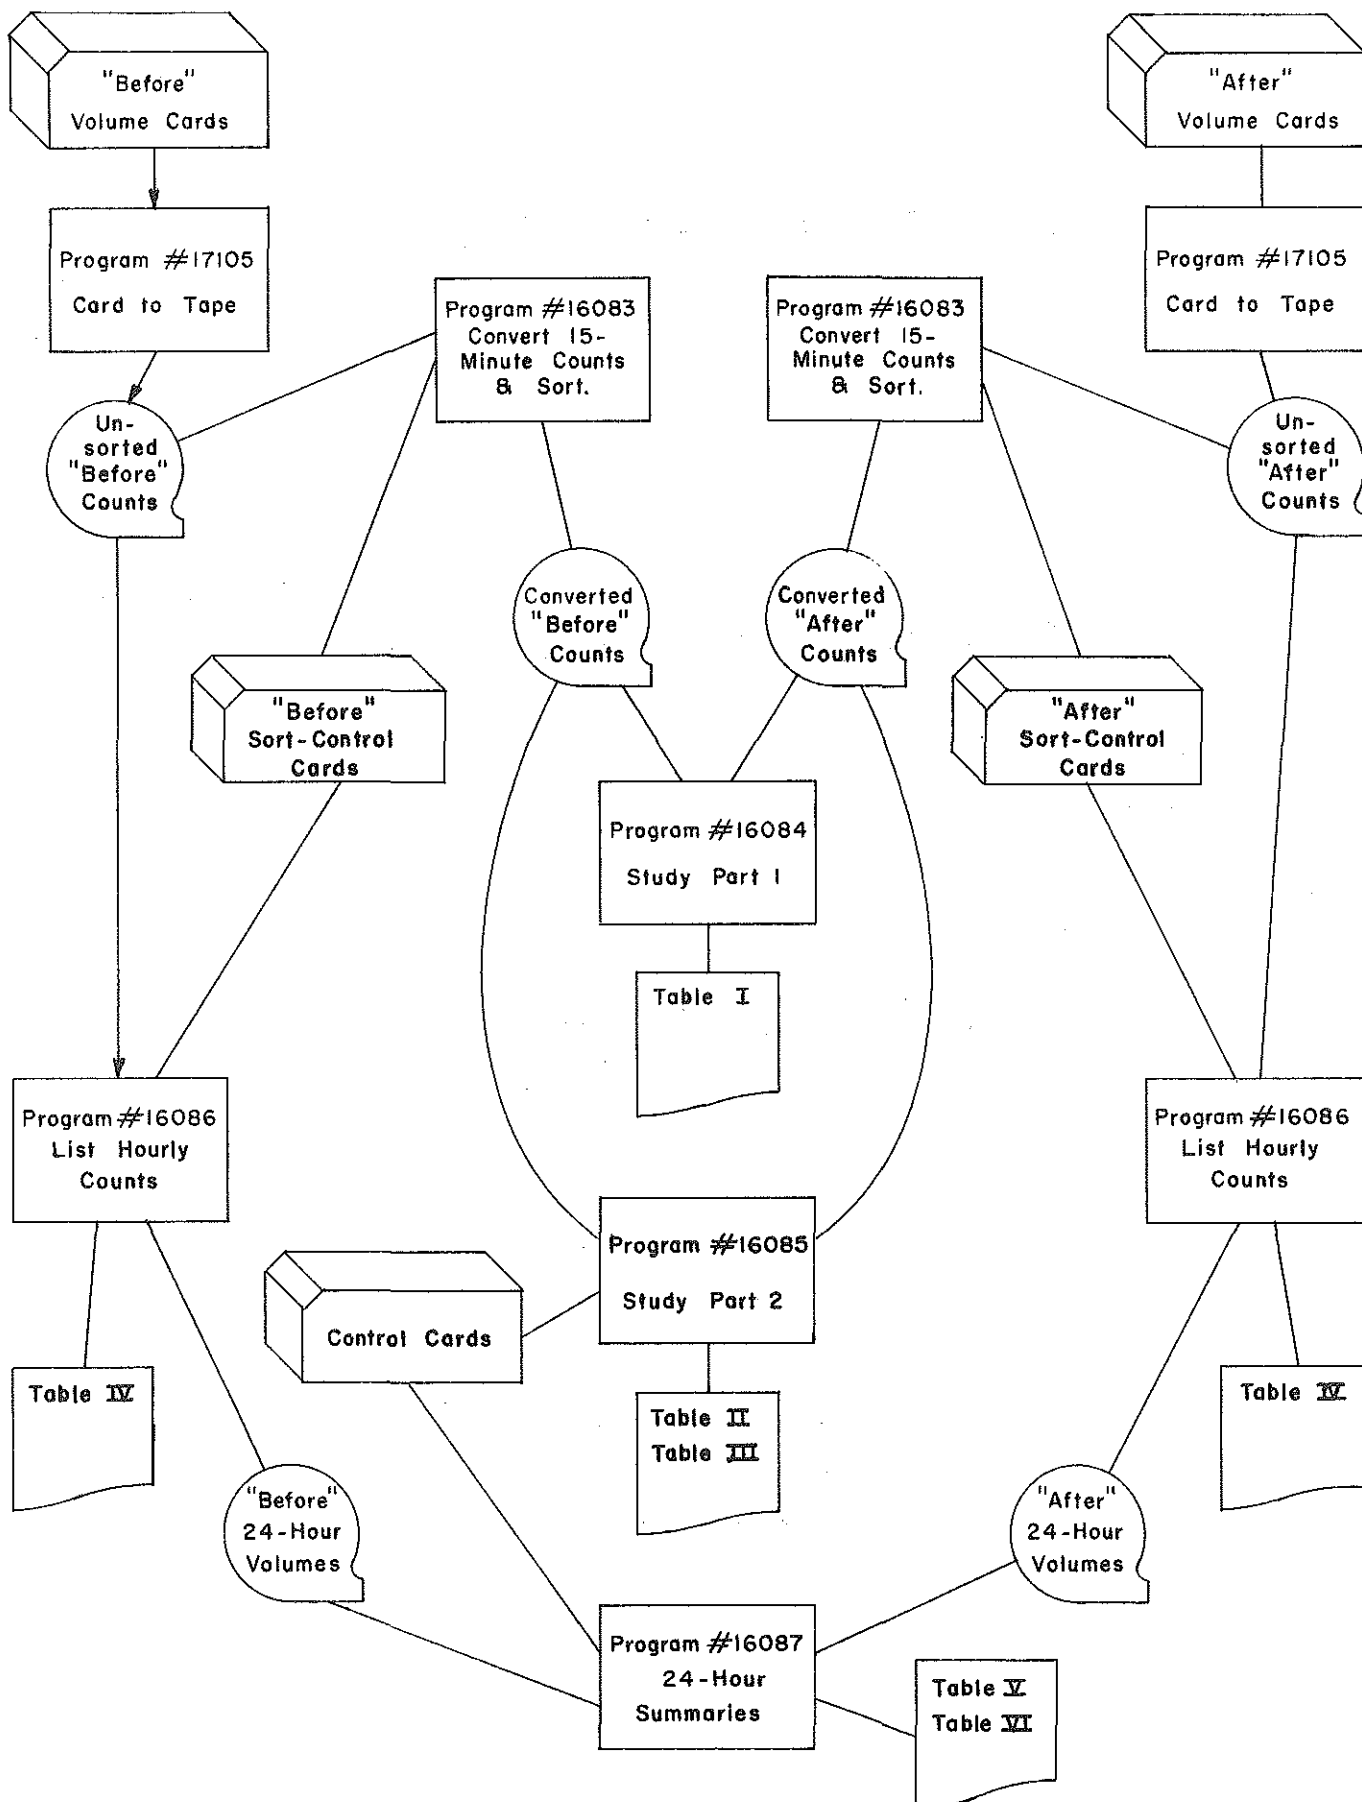 "Before"
Volume Cards
"After"
Volume Cards
Program #17105
Card to Tape
Program #17105
Card to Tape
Program #16083
Convert 15-
Minute Counts
& Sort.
Program #16083
Convert 15-
Minute Counts
& Sort.
Un-
sorted
"Before"
Counts
Un-
sorted
"After"
Counts
Converted
"Before"
Counts
Converted
"After"
Counts
"Before"
Sort-Control
Cards
"After"
Sort-Control
Cards
Program #16084
Study Part 1
Table I
Program #16086
List Hourly
Counts
Program #16086
List Hourly
Counts
Program #16085
Study Part 2
Control Cards
Table IV
Table II
Table III
Table IV
"Before"
24-Hour
Volumes
"After"
24-Hour
Volumes
Program #16087
24-Hour
Summaries
Table V
Table VI